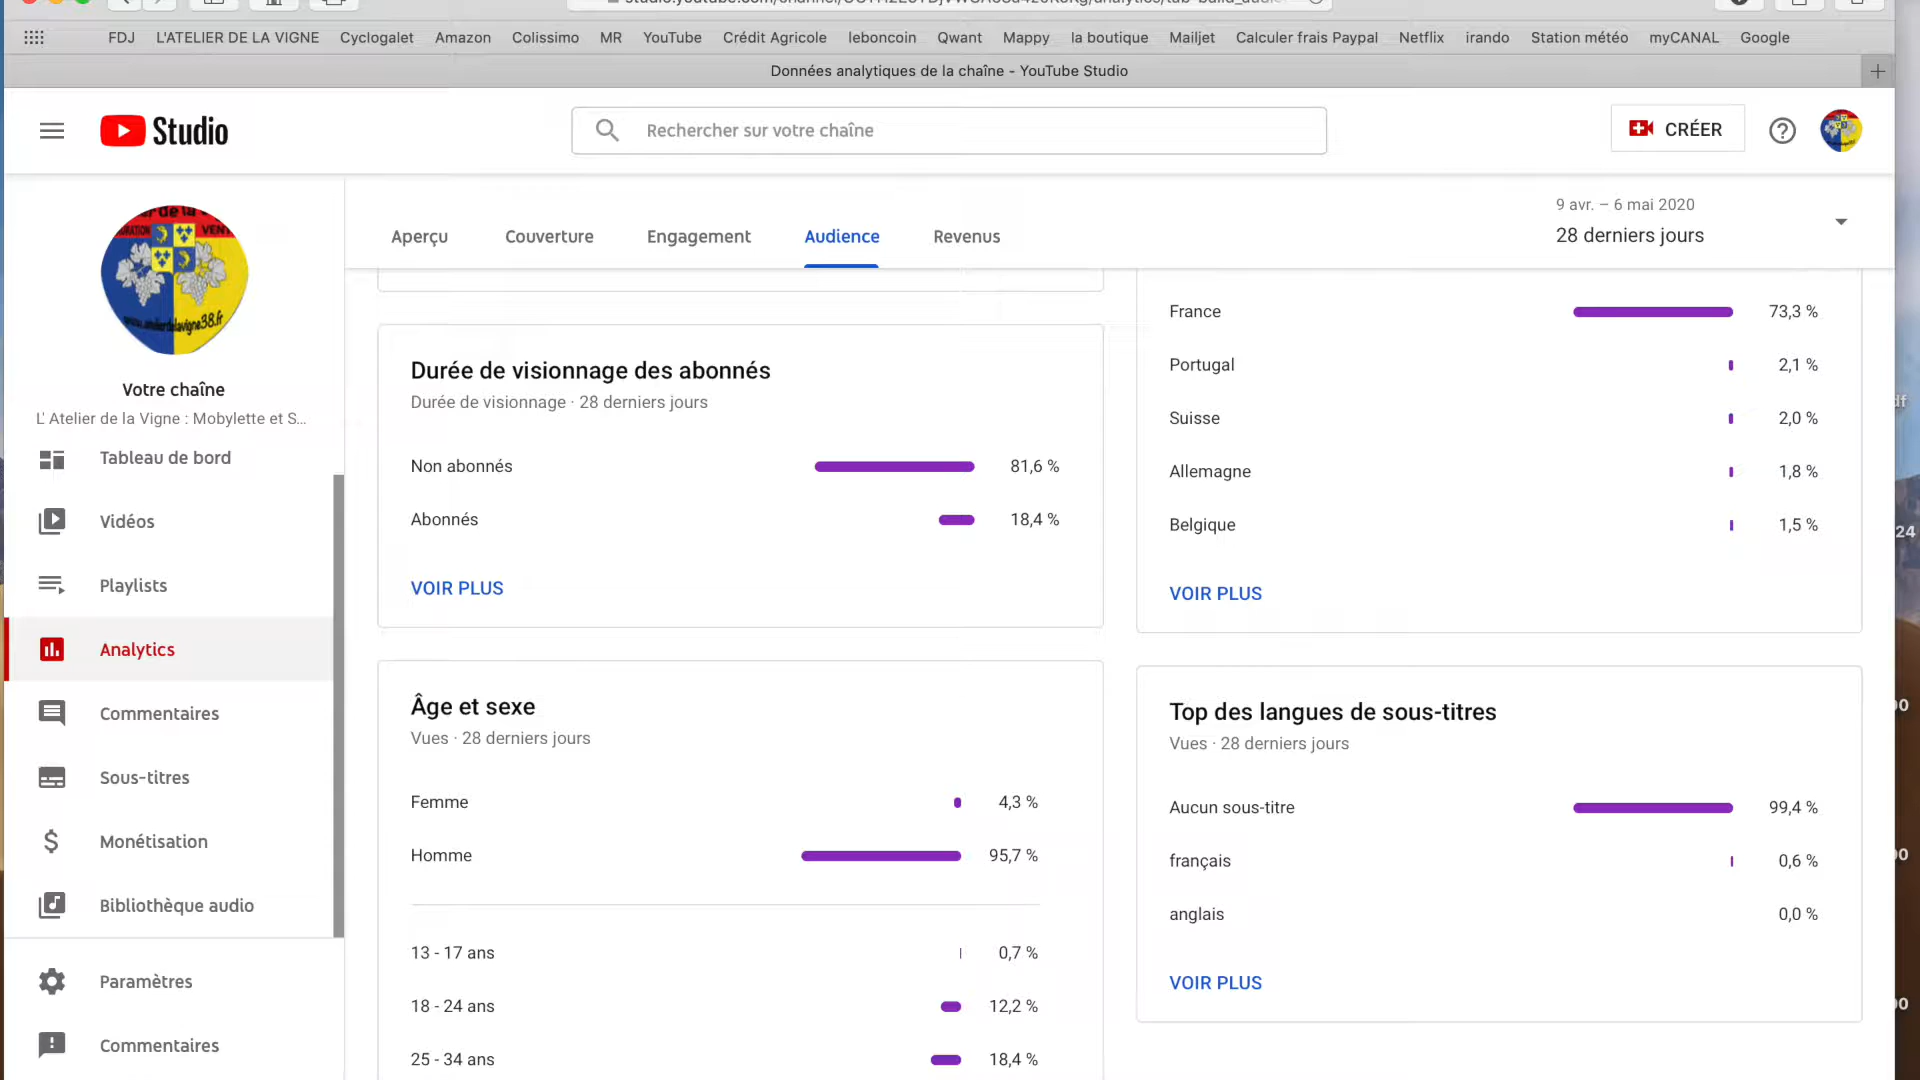 FDJ L'ATELIER DE LA VIGNE Cyclogalet Amazon Colissimo MR YouTube Crédit Agricole leboncoin Qwant Mappy la boutique Mailjet Calculer frais Paypal Netflix irando Station météo myCANAL Google
Données analytiques de la chaîne - YouTube Studio
Studio
Rechercher sur votre chaîne
CRÉER
www.atelierdelavigne38.fr
Votre chaîne
L' Atelier de la Vigne : Mobylette et S...
Tableau de bord
Vidéos
Playlists
Analytics
Commentaires
Sous-titres
Monétisation
Bibliothèque audio
Paramètres
Commentaires
Aperçu Couverture Engagement Audience Revenus
9 avr. – 6 mai 2020
28 derniers jours
Durée de visionnage des abonnés
Durée de visionnage · 28 derniers jours
Non abonnés 81,6 %
Abonnés 18,4 %
VOIR PLUS
Âge et sexe
Vues · 28 derniers jours
Femme 4,3 %
Homme 95,7 %
13 - 17 ans 0,7 %
18 - 24 ans 12,2 %
25 - 34 ans 18,4 %
France 73,3 %
Portugal 2,1 %
Suisse 2,0 %
Allemagne 1,8 %
Belgique 1,5 %
VOIR PLUS
Top des langues de sous-titres
Vues · 28 derniers jours
Aucun sous-titre 99,4 %
français 0,6 %
anglais 0,0 %
VOIR PLUS